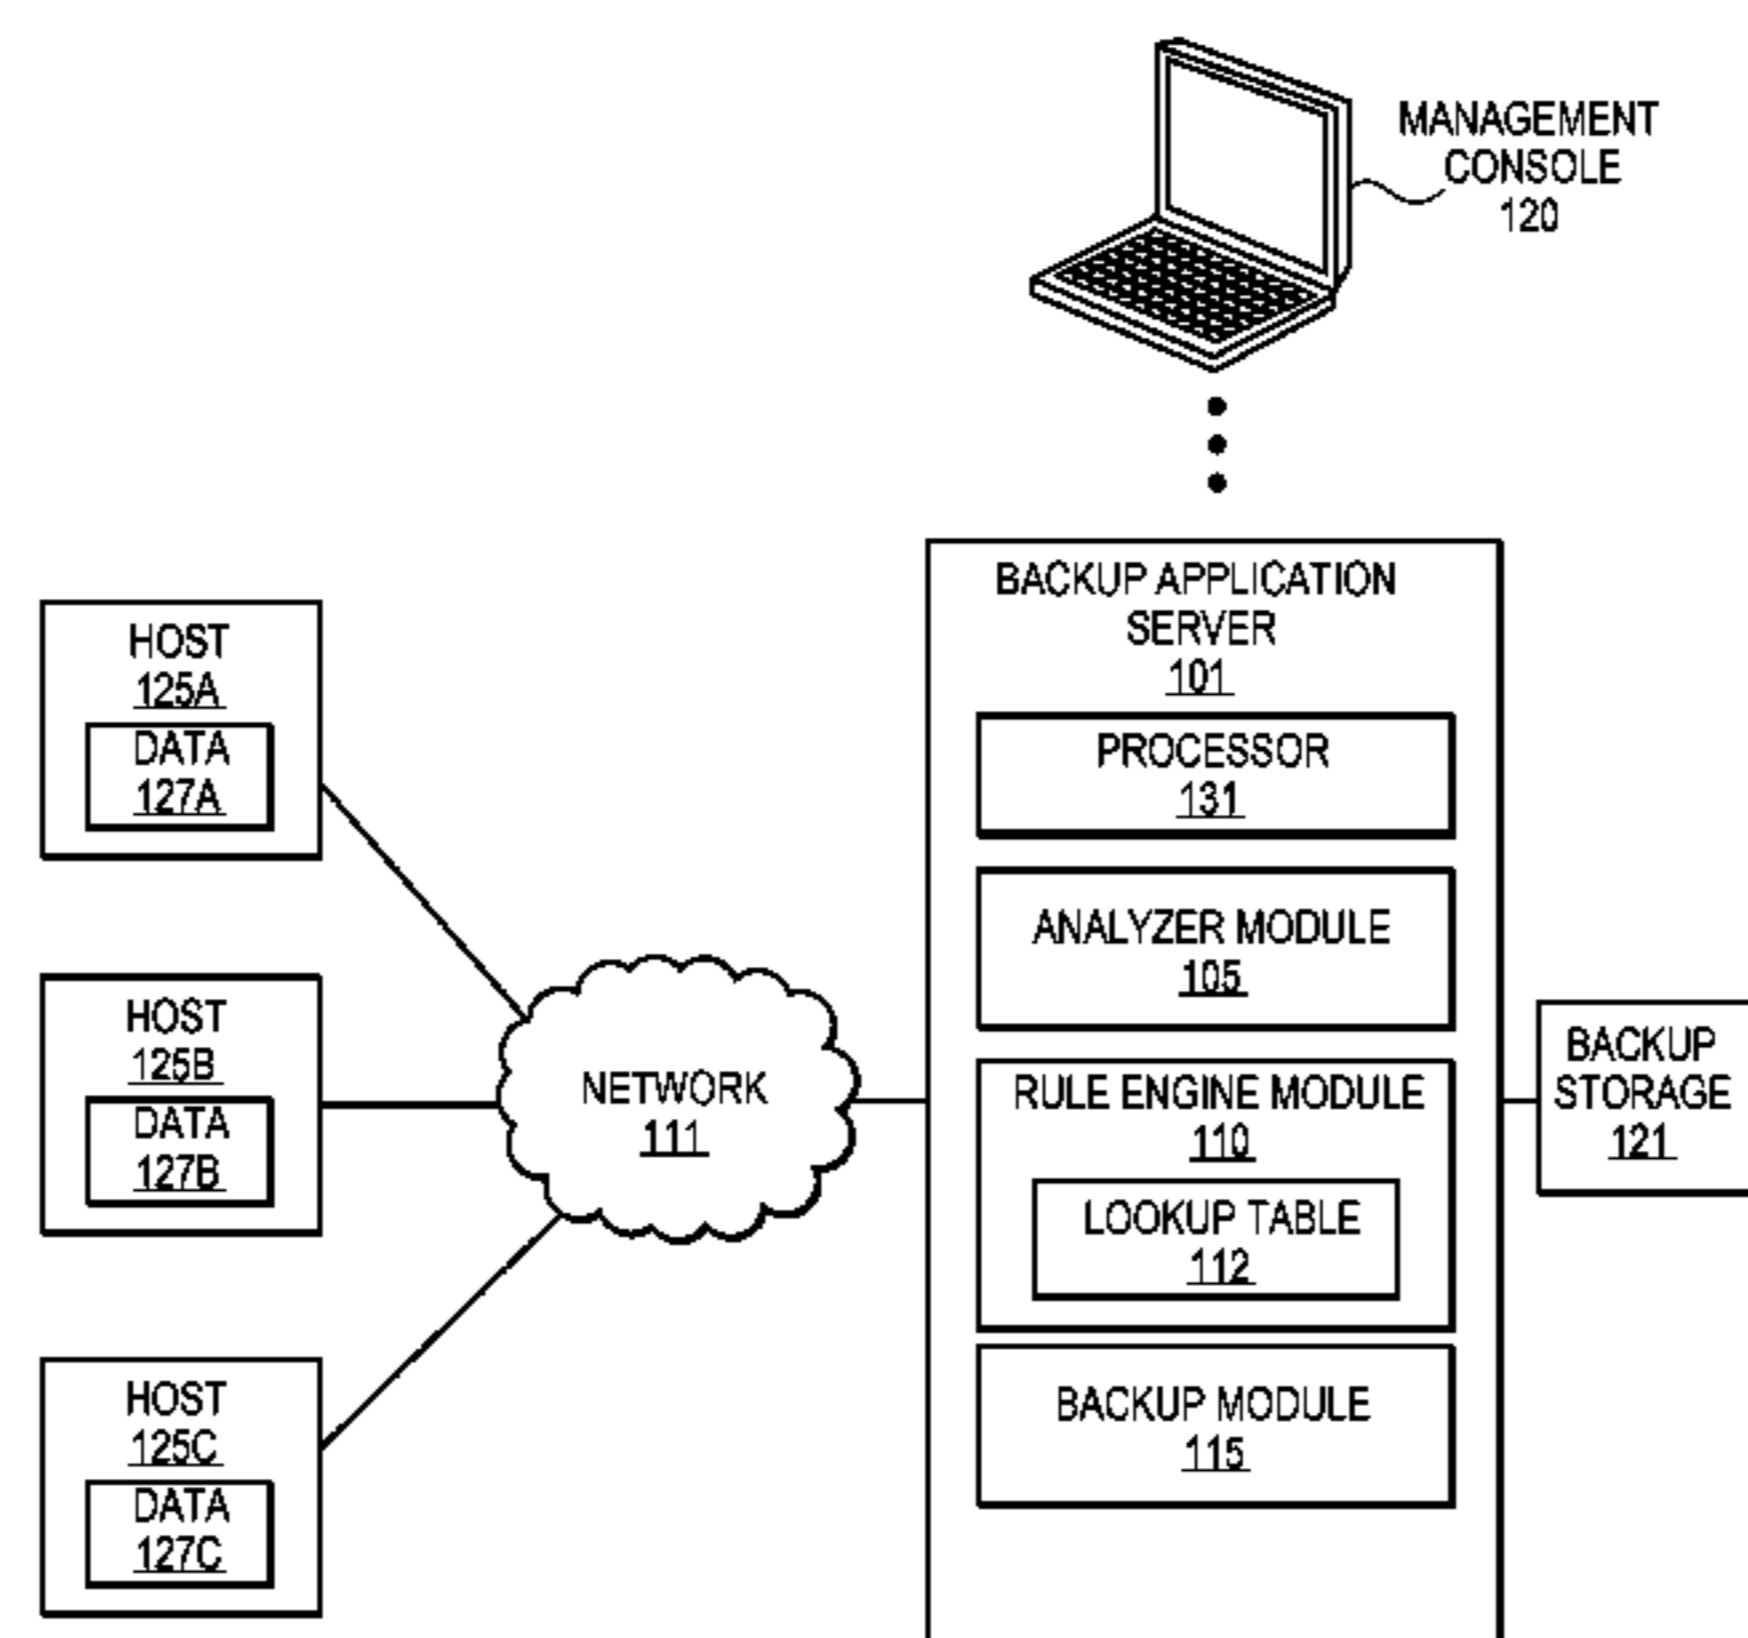 MANAGEMENT
CONSOLE
120
BACKUP APPLICATION
SERVER
101
PROCESSOR
131
ANALYZER MODULE
105
RULE ENGINE MODULE
110
LOOKUP TABLE
112
BACKUP MODULE
115
HOST
125A
DATA
127A
HOST
125B
DATA
127B
HOST
125C
DATA
127C
NETWORK
111
BACKUP
STORAGE
121